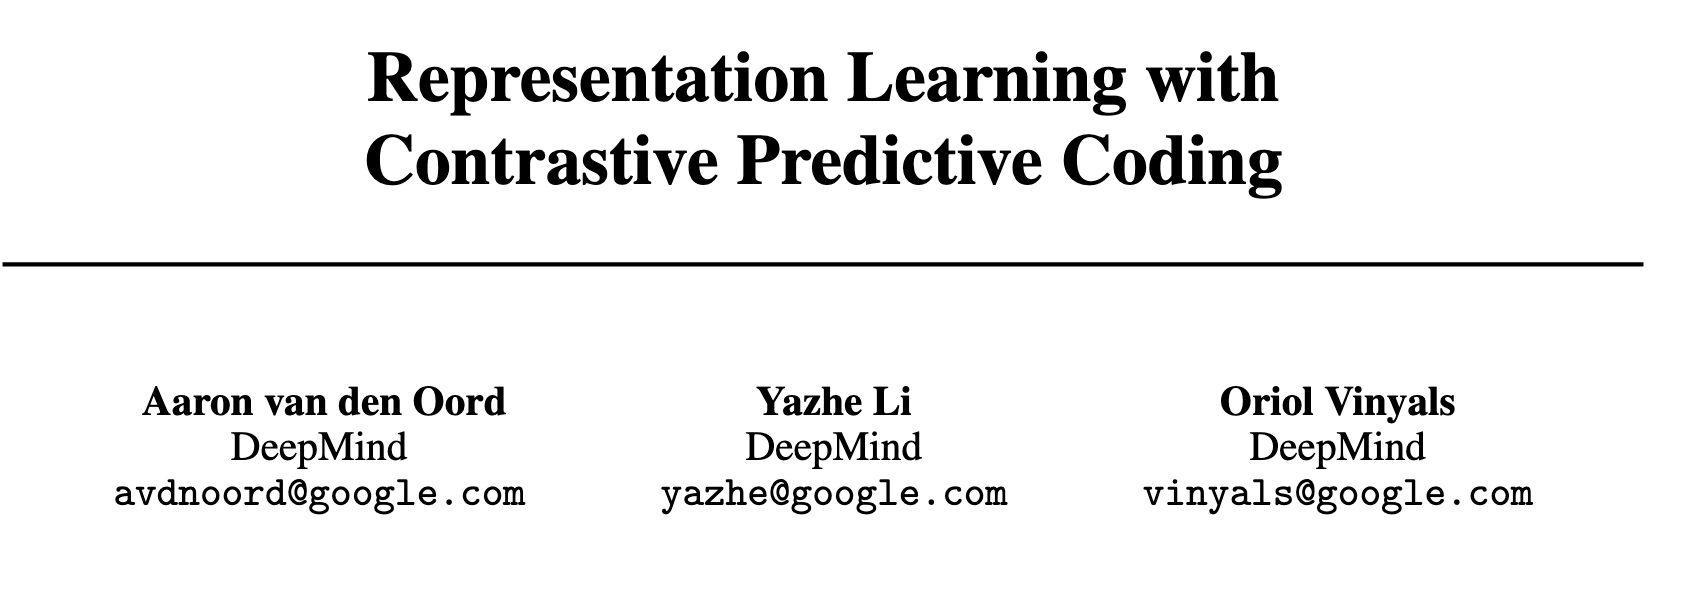 Representation Learning with
Contrastive Predictive Coding
Aaron van den Oord
DeepMind
avdnoord@google.com
Yazhe Li
DeepMind
yazhe@google.com
Oriol Vinyals
DeepMind
vinyals@google.com